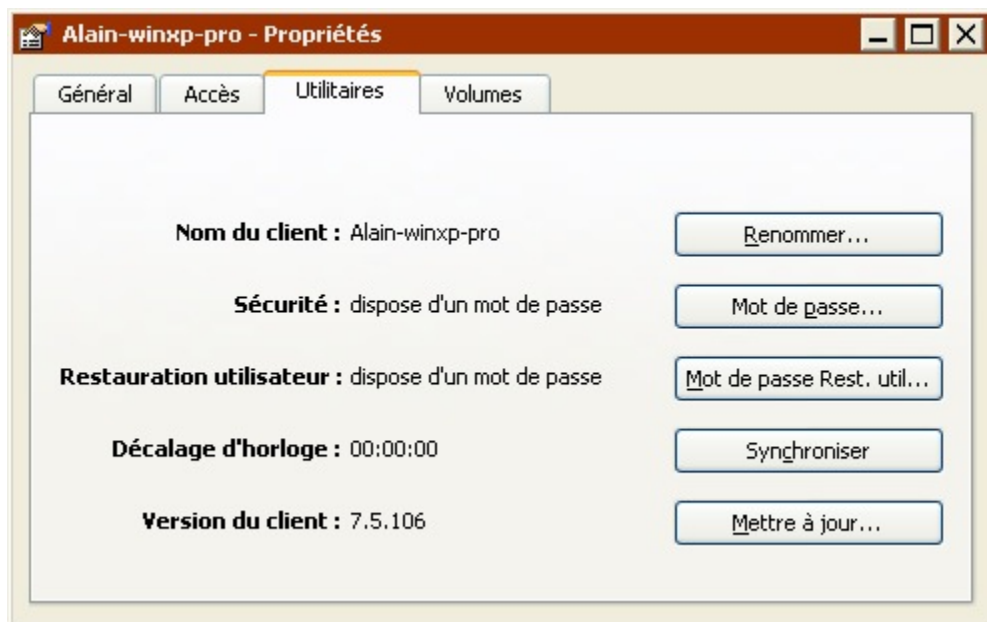 Alain-winxp-pro - Propriétés
Général Accès Utilitaires Volumes
Nom du client : Alain-winxp-pro Renommer...
Sécurité : dispose d'un mot de passe Mot de passe...
Restauration utilisateur : dispose d'un mot de passe Mot de passe Rest. util...
Décalage d'horloge : 00:00:00 Synchroniser
Version du client : 7.5.106 Mettre à jour...